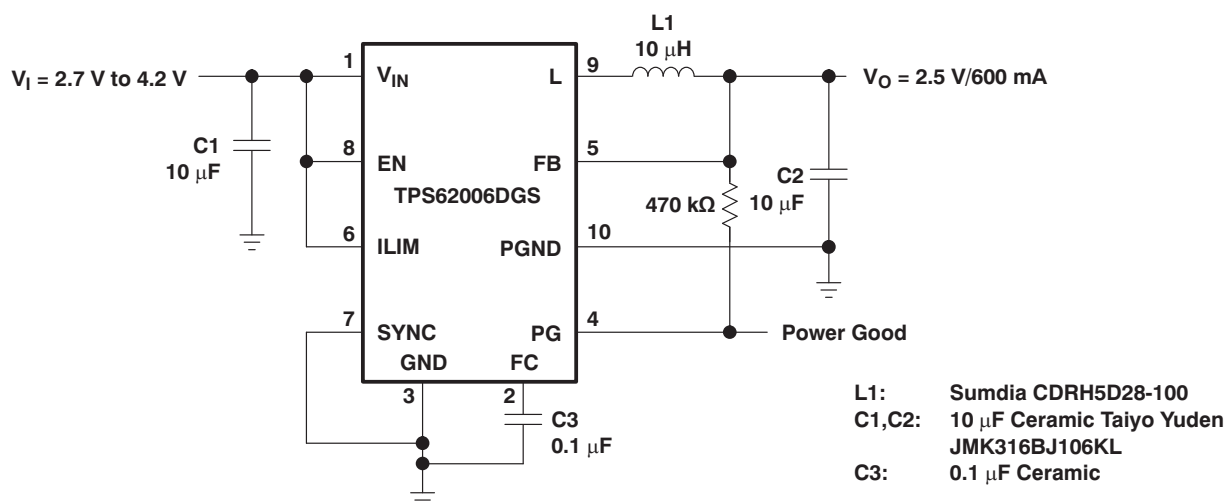 L1
10 μH
V_I = 2.7 V to 4.2 V
1
V_IN
L
9
V_O = 2.5 V/600 mA
C1
10 μF
8
EN
FB
5
TPS62006DGS
470 kΩ
C2
10 μF
6
ILIM
PGND
10
7
SYNC
PG
4
Power Good
GND
FC
3
2
C3
0.1 μF
L1: Sumdia CDRH5D28-100
C1,C2: 10 μF Ceramic Taiyo Yuden
JMK316BJ106KL
C3: 0.1 μF Ceramic